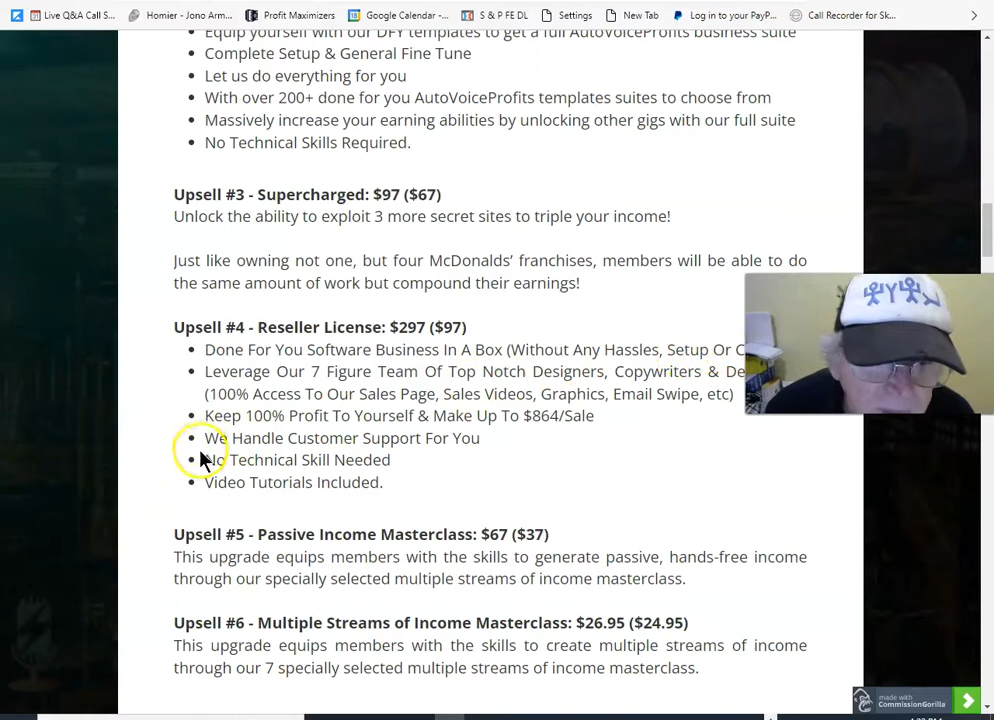 Live Q&A Call S...
Homier - Jono Arm...
Profit Maximizers
Google Calendar -...
S & P FE DL
Settings
New Tab
Log in to your PayP...
Call Recorder for Sk...
Equip yourself with our DFY templates to get a full AutoVoiceProfits business suite
Complete Setup & General Fine Tune
Let us do everything for you
With over 200+ done for you AutoVoiceProfits templates suites to choose from
Massively increase your earning abilities by unlocking other gigs with our full suite
No Technical Skills Required.
Upsell #3 - Supercharged: $97 ($67)
Unlock the ability to exploit 3 more secret sites to triple your income!
Just like owning not one, but four McDonalds’ franchises, members will be able to do
the same amount of work but compound their earnings!
Upsell #4 - Reseller License: $297 ($97)
Done For You Software Business In A Box (Without Any Hassles, Setup Or C
Leverage Our 7 Figure Team Of Top Notch Designers, Copywriters & De
(100% Access To Our Sales Page, Sales Videos, Graphics, Email Swipe, etc)
Keep 100% Profit To Yourself & Make Up To $864/Sale
We Handle Customer Support For You
No Technical Skill Needed
Video Tutorials Included.
Upsell #5 - Passive Income Masterclass: $67 ($37)
This upgrade equips members with the skills to generate passive, hands-free income
through our specially selected multiple streams of income masterclass.
Upsell #6 - Multiple Streams of Income Masterclass: $26.95 ($24.95)
This upgrade equips members with the skills to create multiple streams of income
through our 7 specially selected multiple streams of income masterclass.
made with
CommissionGorilla